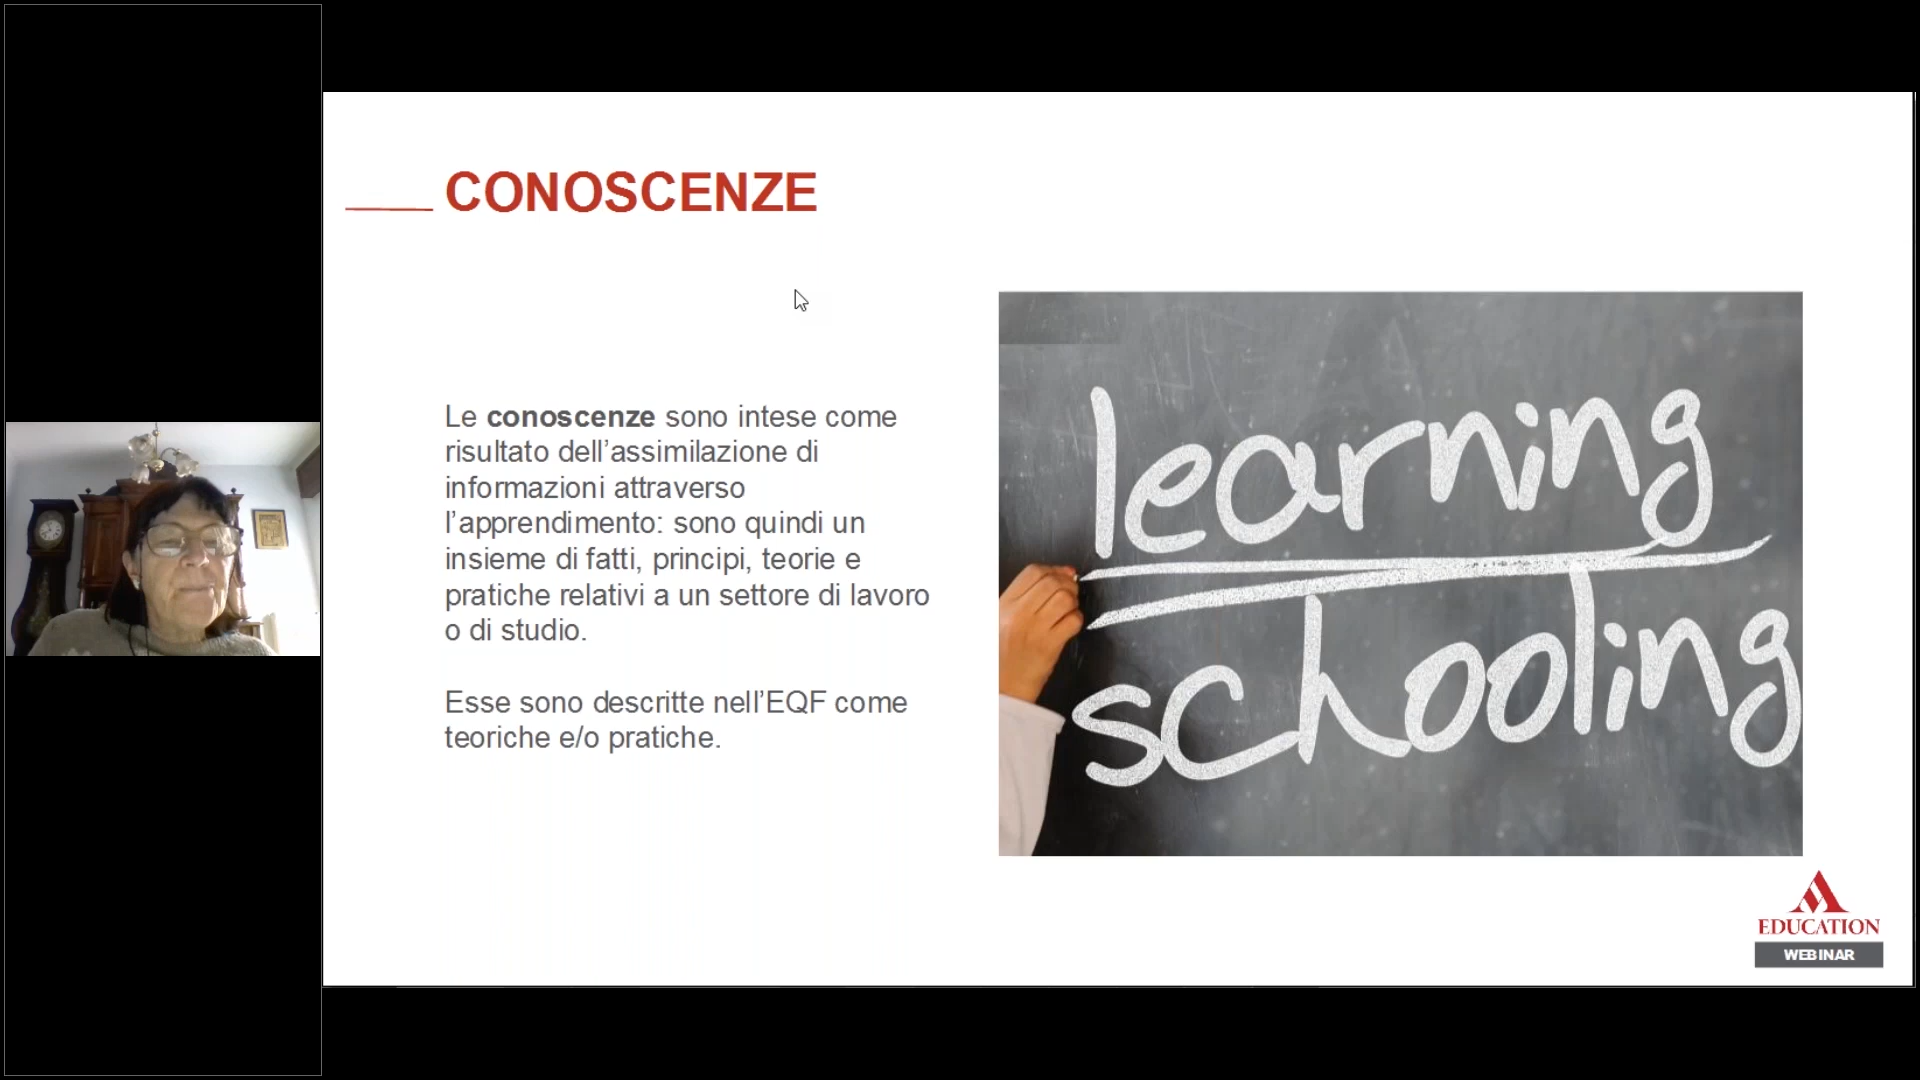 CONOSCENZE
Le conoscenze sono intese come
risultato dell’assimilazione di
informazioni attraverso
l’apprendimento: sono quindi un
insieme di fatti, principi, teorie e
pratiche relativi a un settore di lavoro
o di studio.
Esse sono descritte nell’EQF come
teoriche e/o pratiche.
learning
schooling
EDUCATION
WEBINAR